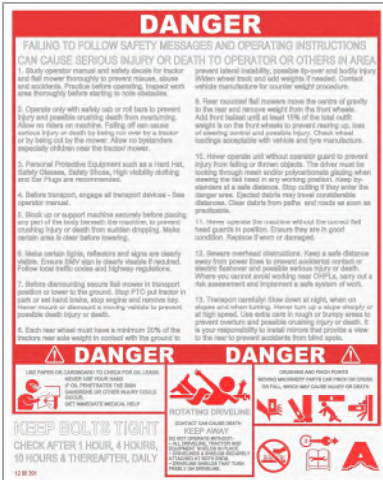 DANGER
FAILING TO FOLLOW SAFETY MESSAGES AND OPERATING INSTRUCTIONS
CAN CAUSE SERIOUS INJURY OR DEATH TO OPERATOR OR OTHERS IN AREA
1. Study operator manual and safety decals for tractor
and flail mower thoroughly to prevent misuse, abuse
and accidents. Practice before operating. Inspect work
area thoroughly before starting to note obstacles.
2. Operate only with safety cab or roll bars to prevent
injury and possible crushing death from overturning.
Allow no riders on machine. Falling off can cause
serious injury or death by being run over by a tractor
or by being cut by the mower. Allow no bystanders
especially children near the tractor/ mower.
3. Personal Protective Equipment such as a Hard Hat,
Safety Glasses, Safety Shoes, High visibility clothing
and Ear Plugs are recommended.
4. Before transport, engage all transport devices - See
operator manual.
5. Block up or support machine securely before placing
any part of the body beneath the machine, to prevent
crushing injury or death from sudden dropping. Make
certain area is clear before lowering.
6. Make certain lights, reflectors and signs are clearly
visible. Ensure SMV sign is clearly visable if required.
Follow local traffic codes and highway regulations.
7. Before dismounting secure flail mower in transport
position or lower to the ground. Stop PTO put tractor in
park or set hand brake, stop engine and remove key.
Never mount or dismount a moving vehicle to prevent
possible death injury or death.
8. Each rear wheel must have a minimum 20% of the
tractors rear axle weight in contact with the ground to
prevent lateral instability, possible tip-over and bodily injury
Widen wheel track and add weights if needed. Contact
vehicle manufacture for counter weight procedure.
9. Rear mounted flail mowers move the centre of gravity
to the rear and remove weight from the front wheels.
Add front ballast until at least 15% of the total outfit
weight is on the front wheels to prevent rearing up, loss
of steering control and possible injury. Check wheel
loadings acceptable with vehicle and tyre manufacture.
10. Never operate unit without operator guard to prevent
injury from failing or thrown objects. The driver must be
looking through mesh and/or polycarbonate glazing when
viewing the flail head in any working position. Keep by-
standers at a safe distance. Stop cutting if they enter the
danger area. Ejected debris may travel considerable
distances. Clear debris from paths and roads as soon as
practicable.
11. Never operate the machine without the correct flail
head guards in position. Ensure they are in good
condition. Replace if worn or damaged.
12. Beware overhead obstructions. Keep a safe distance
away from power lines to prevent accidental contact or
electric flashover and possible serious injury or death.
Where you cannot avoid working near OHPLs, carry out a
risk assessment and implement a safe system of work.
13. Transport carefully! Slow down at night, when on
slopes and when turning. Never turn up a slope sharply or
at high speed. Use extra care in rough or bumpy areas to
prevent overturn and possible crushing injury or death. It
is your responsibility to install mirrors that provide a view
to the rear to prevent accidents from blind spots.
DANGER
DANGER
USE PAPER OR CARDBOARD TO CHECK FOR OIL LEAKS.
NEVER USE YOUR HAND
IF OIL PENETRATES THE SKIN
GANGRENE OR OTHER INJURY COULD
OCCUR.
GET IMMEDIATE MEDICAL HELP
KEEP BOLTS TIGHT
CHECK AFTER 1 HOUR, 4 HOURS,
10 HOURS & THEREAFTER, DAILY
ROTATING DRIVELINE
CONTACT CAN CAUSE DEATH
KEEP AWAY
DO NOT OPERATE WITHOUT:-
- ALL DRIVELINE, TRACTOR AND
EQUIPMENT SHIELDS IN PLACE
- DRIVELINES & SHIELDS SECURELY
ATTACHED AT BOTH ENDS.
- DRIVELINE SHIELDS THAT TURN
FREELY ON DRIVELINE.
CRUSHING AND PINCH POINTS
MOVING MACHINERY PARTS CAN PINCH OR CRUSH
OR FALL, WHICH MAY CAUSE INJURY OR DEATH